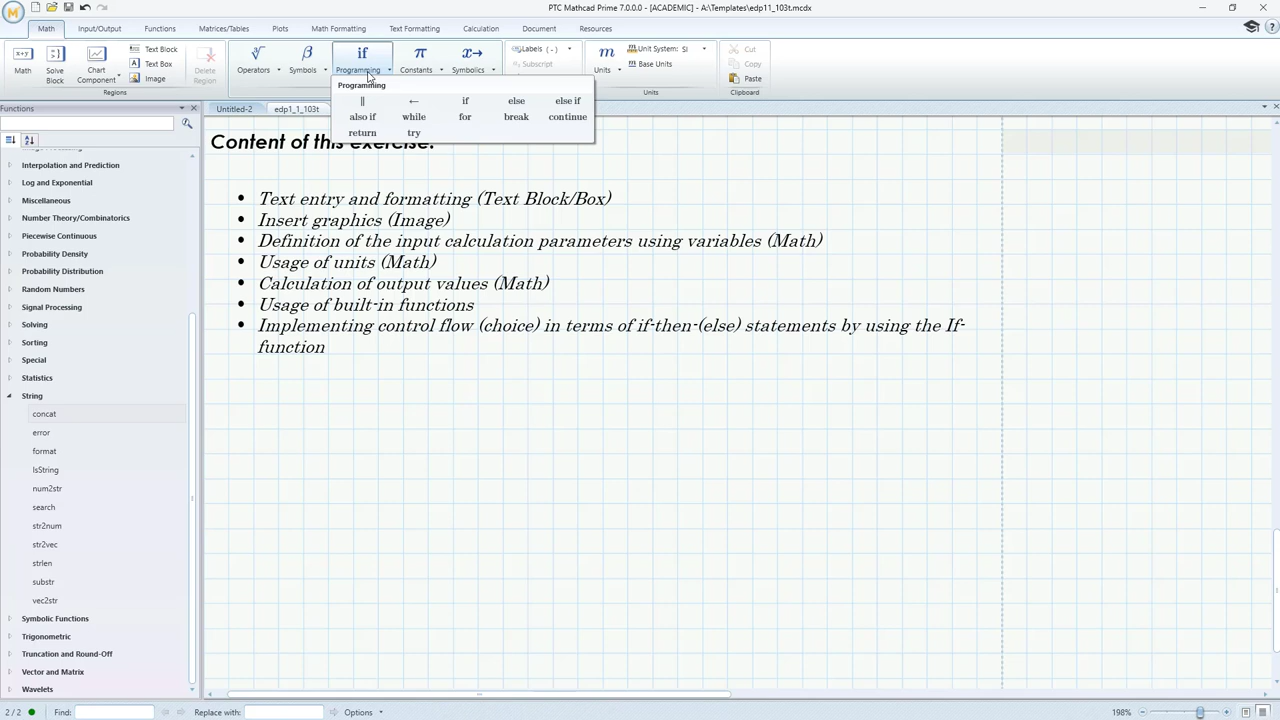 PTC Mathcad Prime 7.0.0.0 - [ACADEMIC] - A:\Templates\edp11_103t.mcdx
Math Input/Output Functions Matrices/Tables Plots Math Formatting Text Formatting Calculation Document Resources
Math
Solve
Block
Chart
Component
Text Block
Text Box
Image
Delete
Region
Regions
Operators
Symbols
if
Programming
π
Constants
Symbolics
Labels (-)
Subscript
m
Units
Unit System: SI
Base Units
Units
Cut
Copy
Paste
Clipboard
Programming
|| ← if else else if
also if while for break continue
return try
Functions
Untitled-2 edp1_1_103t
Interpolation and Prediction
Log and Exponential
Miscellaneous
Number Theory/Combinatorics
Piecewise Continuous
Probability Density
Probability Distribution
Random Numbers
Signal Processing
Solving
Sorting
Special
Statistics
String
concat
error
format
IsString
num2str
search
str2num
str2vec
strlen
substr
vec2str
Symbolic Functions
Trigonometric
Truncation and Round-Off
Vector and Matrix
Wavelets
Content of this exercise:
• Text entry and formatting (Text Block/Box)
• Insert graphics (Image)
• Definition of the input calculation parameters using variables (Math)
• Usage of units (Math)
• Calculation of output values (Math)
• Usage of built-in functions
• Implementing control flow (choice) in terms of if-then-(else) statements by using the If-
function
2/2 Find: Replace with: Options 198%